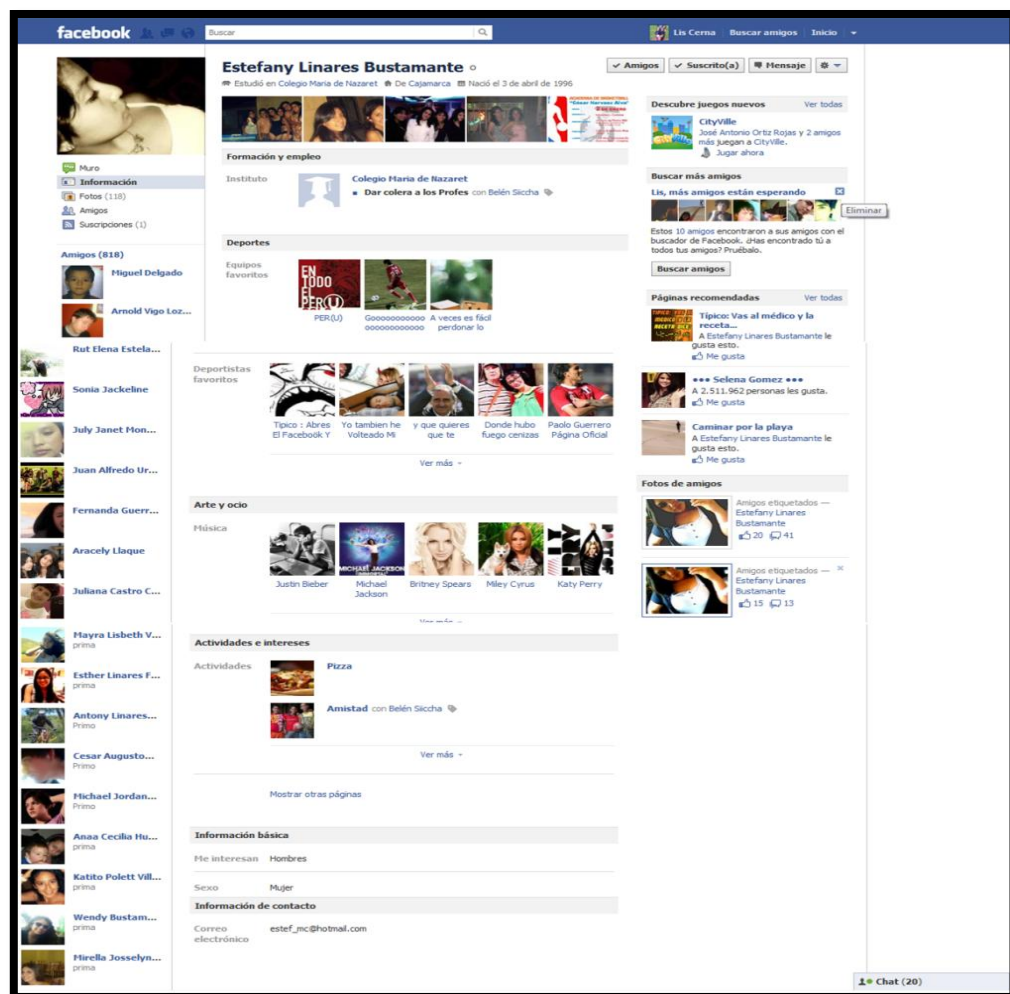 facebook
Buscar
Lis Cerna Buscar amigos Inicio
Estefany Linares Bustamante
Amigos Suscrito(a) Mensaje
Estudió en Colegio Maria de Nazaret De Cajamarca Nació el 3 de abril de 1996
Muro
Información
Fotos (118)
Amigos
Suscripciones (1)
Amigos (818)
Miguel Delgado
Arnold Vigo Loz...
Rut Elena Estela...
Sonia Jackeline
July Janet Mon...
Juan Alfredo Ur...
Fernanda Guerr...
Aracely Llaque
Juliana Castro C...
Mayra Lisbeth V...
prima
Esther Linares F...
prima
Antony Linares...
Primo
Cesar Augusto...
Primo
Michael Jordan...
Primo
Anaa Cecilia Hu...
prima
Katito Polett Vill...
prima
Wendy Bustam...
prima
Mirella Josselyn...
prima
Formación y empleo
Instituto
Colegio Maria de Nazaret
Dar colera a los Profes con Belén Siccha
Deportes
Equipos
favoritos
EN
TODO
EL
PER(U)
PER(U)
Gooooooooooo
oooooooooooo
A veces es fácil
perdonar lo
Deportistas
favoritos
Tipico : Abres
El Facebook Y
Yo tambien he
Volteado Mi
y que quieres
que te
Donde hubo
fuego cenizas
Paolo Guerrero
Página Oficial
Ver más
Arte y ocio
Música
MICHAEL JACKSON
Justin Bieber
Michael
Jackson
Britney Spears
Miley Cyrus
Katy Perry
Ver más
Actividades e intereses
Actividades
Pizza
Amistad con Belén Siccha
Ver más
Mostrar otras páginas
Información básica
Me interesan Hombres
Sexo Mujer
Información de contacto
Correo
electrónico
estef_mc@hotmail.com
Descubre juegos nuevos Ver todas
CityVille
José Antonio Ortiz Rojas y 2 amigos
más juegan a CityVille.
Jugar ahora
Buscar más amigos
Lis, más amigos están esperando
Eliminar
Estos 10 amigos encontraron a sus amigos con el
buscador de Facebook. ¿Has encontrado tú a
todos tus amigos? Pruébalo.
Buscar amigos
Páginas recomendadas Ver todas
Típico: Vas al médico y la
receta...
A Estefany Linares Bustamante le
gusta esto.
Me gusta
••• Selena Gomez •••
A 2.511.962 personas les gusta.
Me gusta
Caminar por la playa
A Estefany Linares Bustamante le
gusta esto.
Me gusta
Fotos de amigos
Amigos etiquetados —
Estefany Linares
Bustamante
20 41
Amigos etiquetados —
Estefany Linares
Bustamante
15 13
Chat (20)